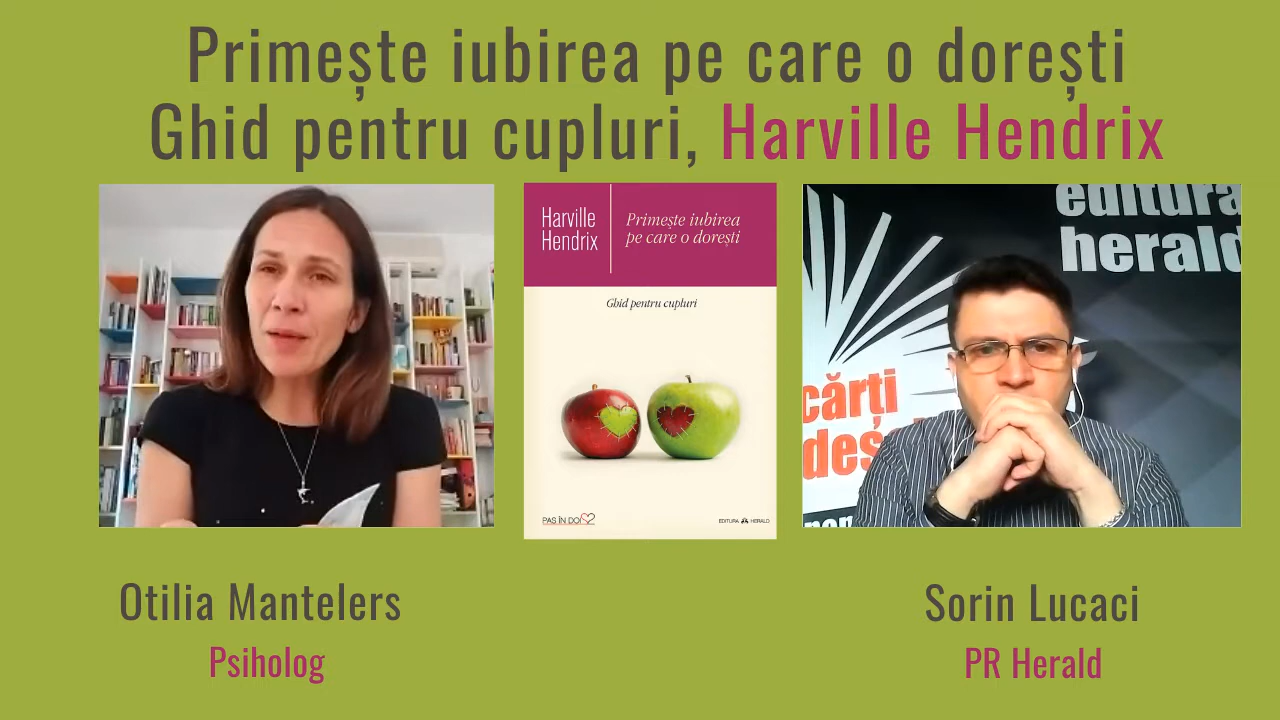 Primește iubirea pe care o dorești
Ghid pentru cupluri, Harville Hendrix
Harville
Hendrix
Primește iubirea
pe care o dorești
Ghid pentru cupluri
PAS ÎN DOI
EDITURA HERALD
editura
herald
cărți
Otilia Mantelers
Psiholog
Sorin Lucaci
PR Herald